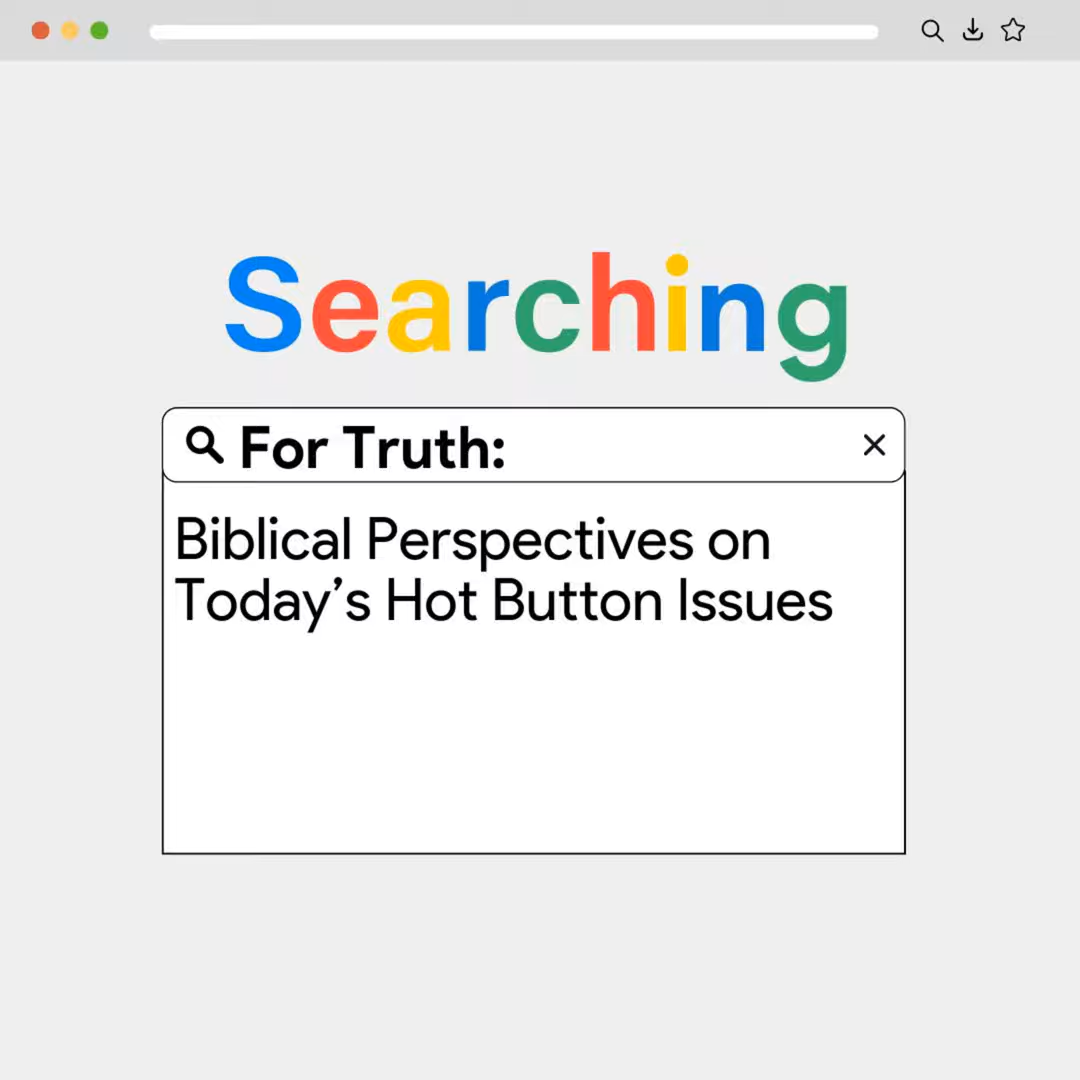 Searching
For Truth:
Biblical Perspectives on
Today’s Hot Button Issues